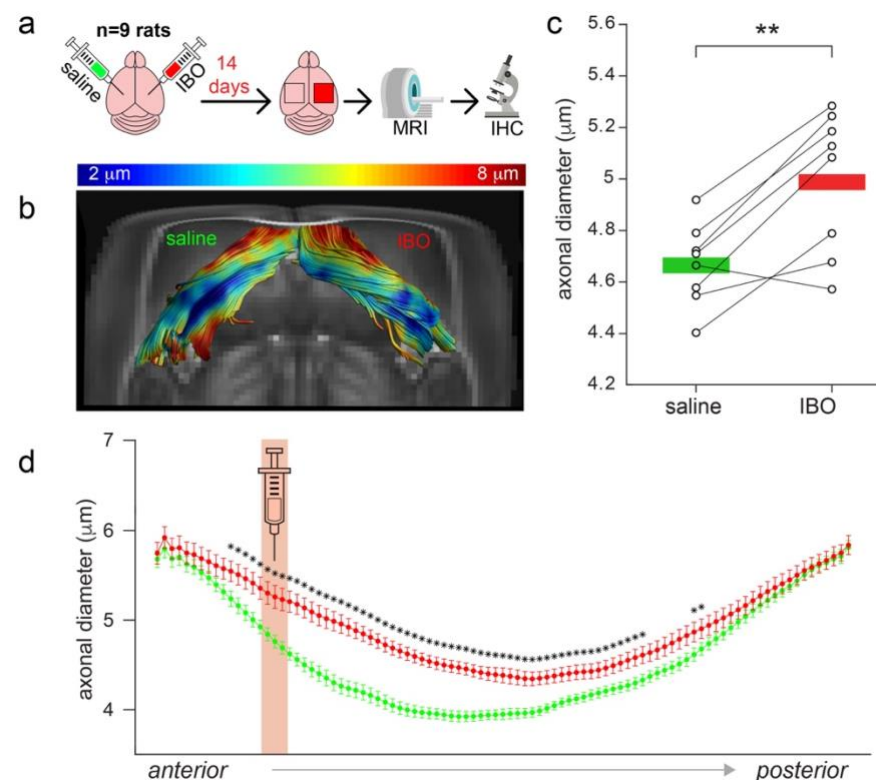 a
n=9 rats
saline
IBO
14
days
MRI
IHC
b
2 μm
8 μm
saline
IBO
c
5.6
5.4
5.2
5
4.8
4.6
4.4
4.2
axonal diameter (μm)
**
saline
IBO
d
7
6
5
4
axonal diameter (μm)
anterior
posterior